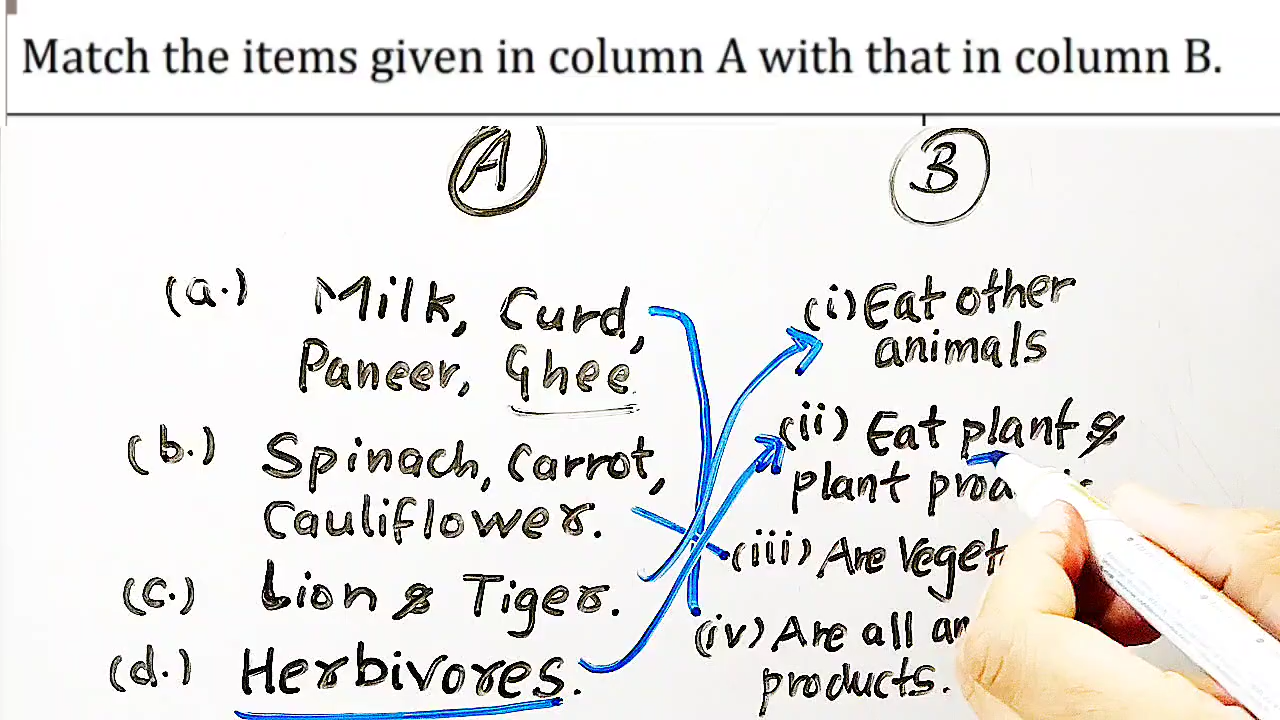 Match the items given in column A with that in column B.
A
B
(a.) Milk, Curd,
Paneer, Ghee.
(b.) Spinach, Carrot,
Cauliflower.
(c.) Lion & Tiger.
(d.) Herbivores.
(i) Eat other
animals
(ii) Eat plant &
plant
(iii) Are
(iv) Are all
products.